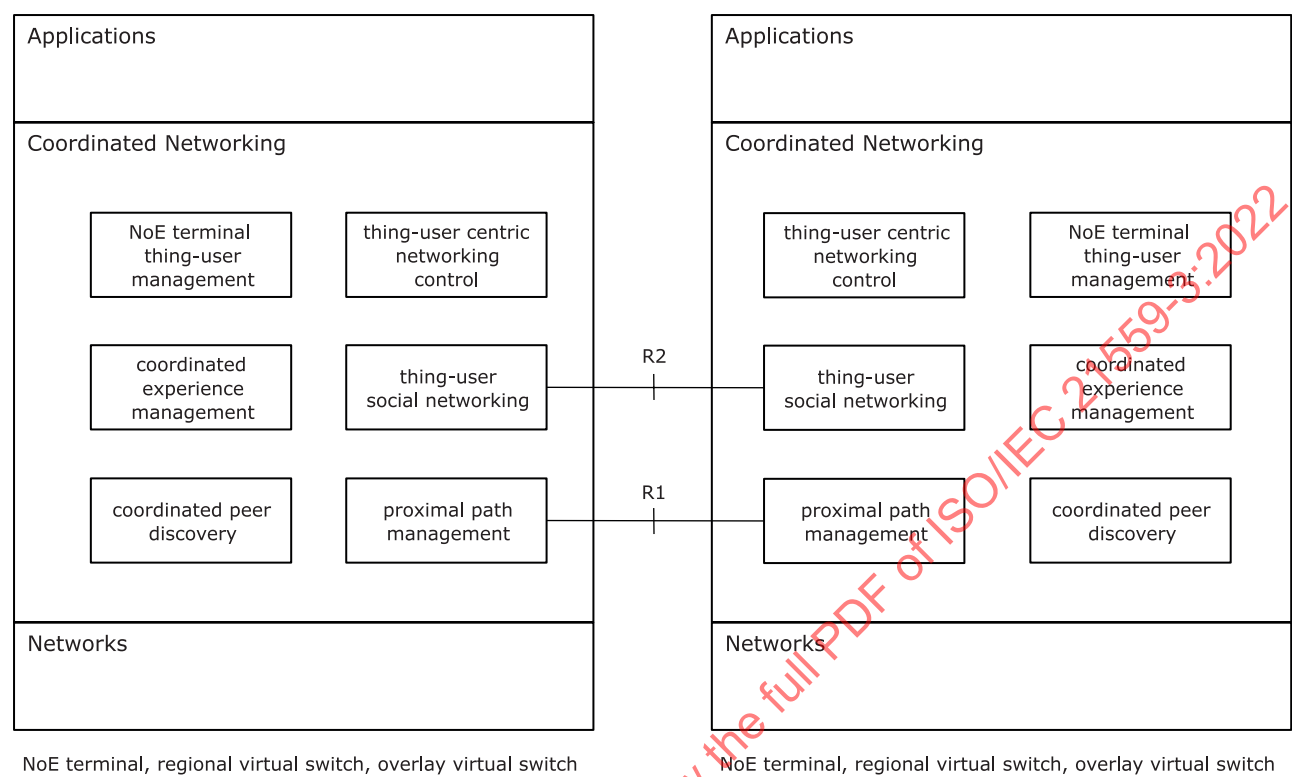 Applications
Coordinated Networking
NoE terminal
thing-user
management
thing-user centric
networking
control
coordinated
experience
management
thing-user
social networking
coordinated peer
discovery
proximal path
management
Networks
NoE terminal, regional virtual switch, overlay virtual switch
R2
R1
Applications
Coordinated Networking
thing-user centric
networking
control
NoE terminal
thing-user
management
thing-user
social networking
coordinated
experience
management
proximal path
management
coordinated peer
discovery
Networks
NoE terminal, regional virtual switch, overlay virtual switch
the full PDF of ISO/IEC 21559-3:2022